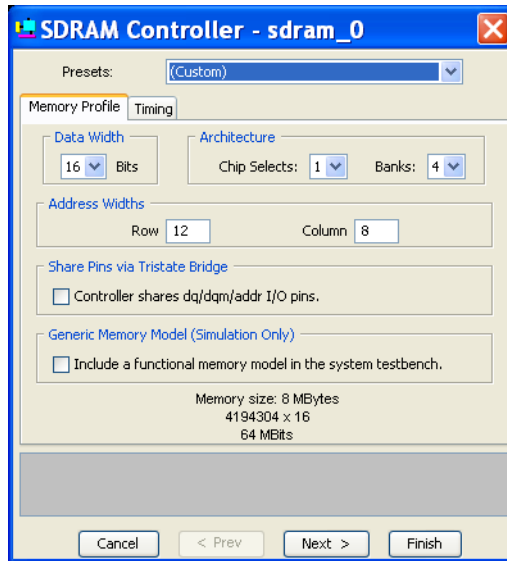 SDRAM Controller - sdram_0
Presets: (Custom)
Memory Profile Timing
Data Width Architecture
16 Bits Chip Selects: 1 Banks: 4
Address Widths
Row 12 Column 8
Share Pins via Tristate Bridge
Controller shares dq/dqm/addr I/O pins.
Generic Memory Model (Simulation Only)
Include a functional memory model in the system testbench.
Memory size: 8 MBytes
4194304 x 16
64 MBits
Cancel < Prev Next > Finish